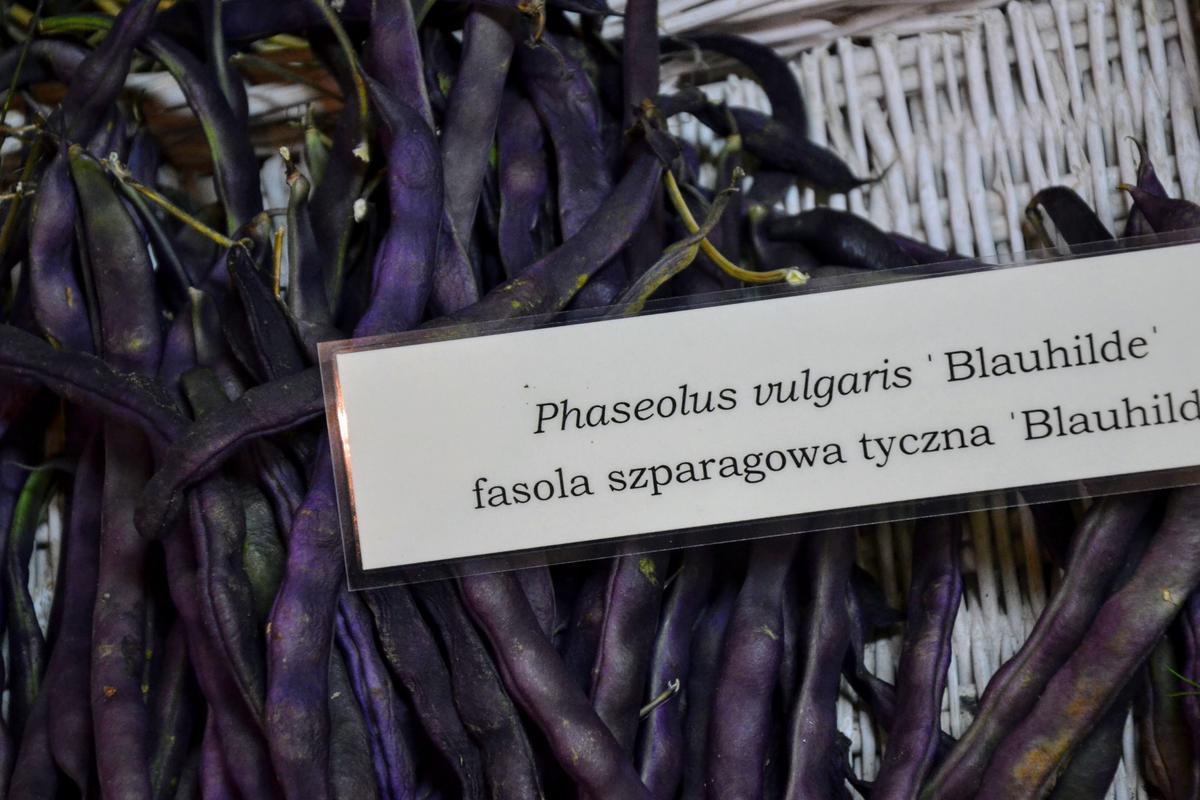 Phaseolus vulgaris 'Blauhilde'
fasola szparagowa tyczna 'Blauhild